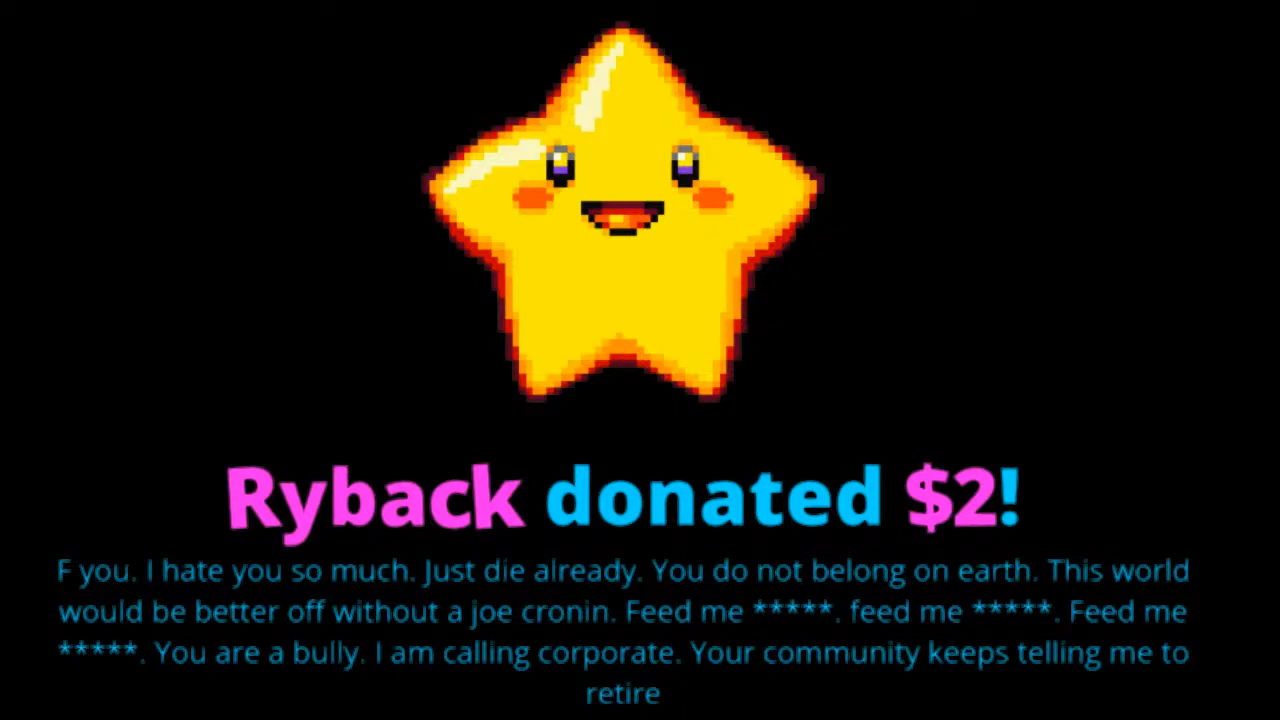 Ryback donated $2!
F you. I hate you so much. Just die already. You do not belong on earth. This world
would be better off without a joe cronin. Feed me *****. feed me *****. Feed me
*****. You are a bully. I am calling corporate. Your community keeps telling me to
retire